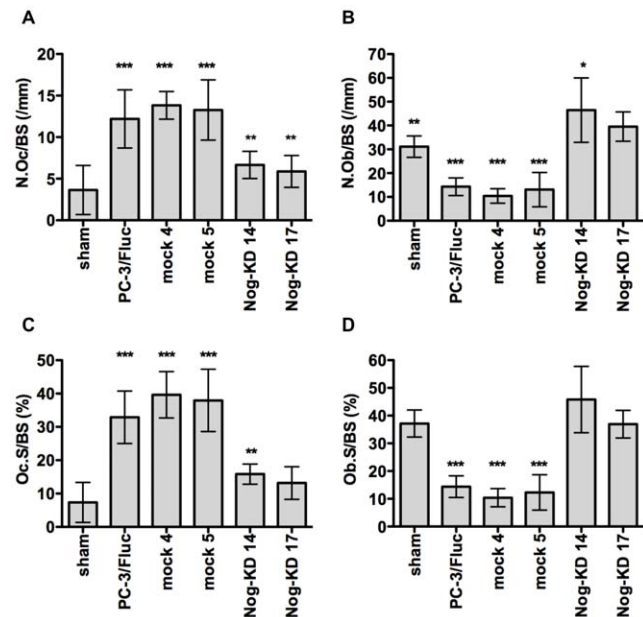 A
N.Oc/BS (/mm)
20
15
10
5
0
*** *** *** ** **
sham
PC-3/Fluc
mock 4
mock 5
Nog-KD 14
Nog-KD 17
B
N.Ob/BS (/mm)
70
60
50
40
30
20
10
0
** *** *** *** *
sham
PC-3/Fluc
mock 4
mock 5
Nog-KD 14
Nog-KD 17
C
Oc.S/BS (%)
50
40
30
20
10
0
*** *** *** **
sham
PC-3/Fluc
mock 4
mock 5
Nog-KD 14
Nog-KD 17
D
Ob.S/BS (%)
60
50
40
30
20
10
0
*** *** ***
sham
PC-3/Fluc
mock 4
mock 5
Nog-KD 14
Nog-KD 17